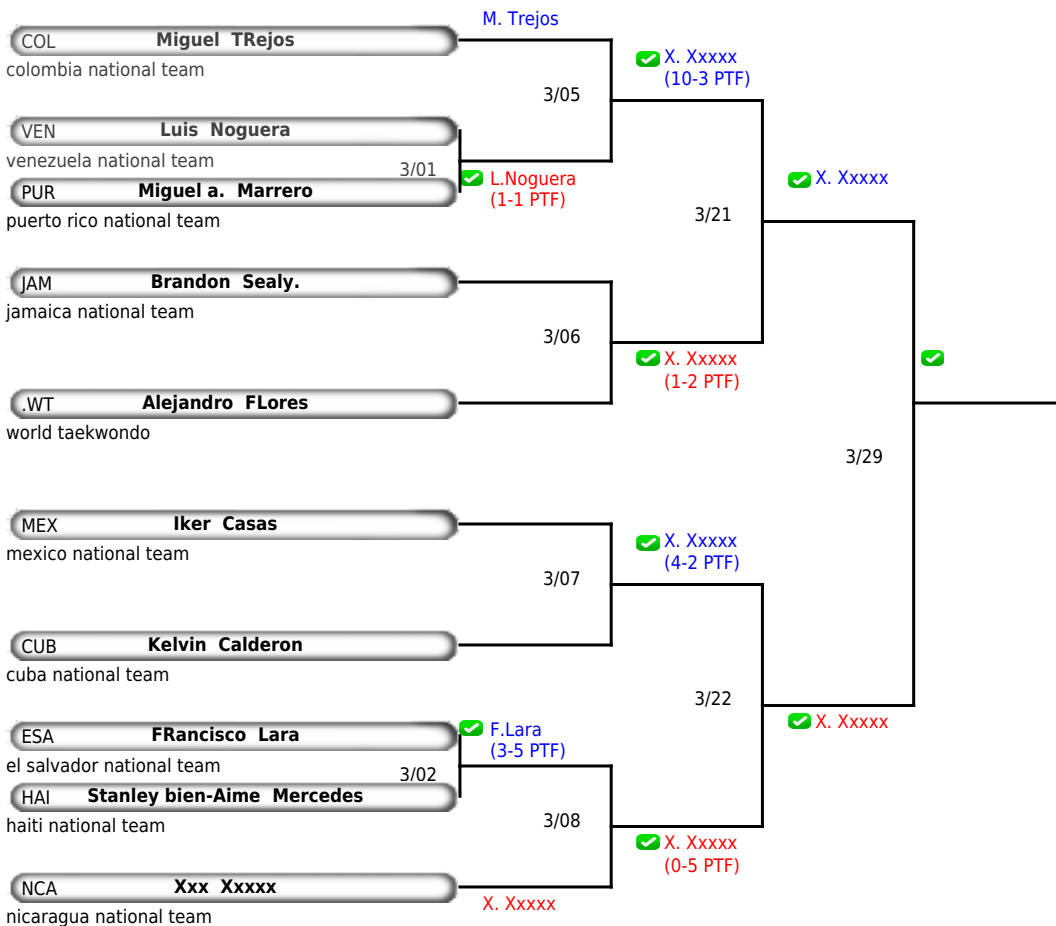 M. Trejos
COL Miguel TRejos
colombia national team
X. Xxxxx
(10-3 PTF)
3/05
VEN Luis Noguera
venezuela national team
3/01
L.Noguera
(1-1 PTF)
PUR Miguel a. Marrero
puerto rico national team
X. Xxxxx
3/21
JAM Brandon Sealy.
jamaica national team
3/06
X. Xxxxx
(1-2 PTF)
.WT Alejandro FLores
world taekwondo
3/29
MEX Iker Casas
mexico national team
X. Xxxxx
(4-2 PTF)
3/07
CUB Kelvin Calderon
cuba national team
3/22
X. Xxxxx
ESA FRancisco Lara
el salvador national team
F.Lara
(3-5 PTF)
3/02
HAI Stanley bien-Aime Mercedes
haiti national team
3/08
X. Xxxxx
(0-5 PTF)
NCA Xxx Xxxxx
nicaragua national team
X. Xxxxx